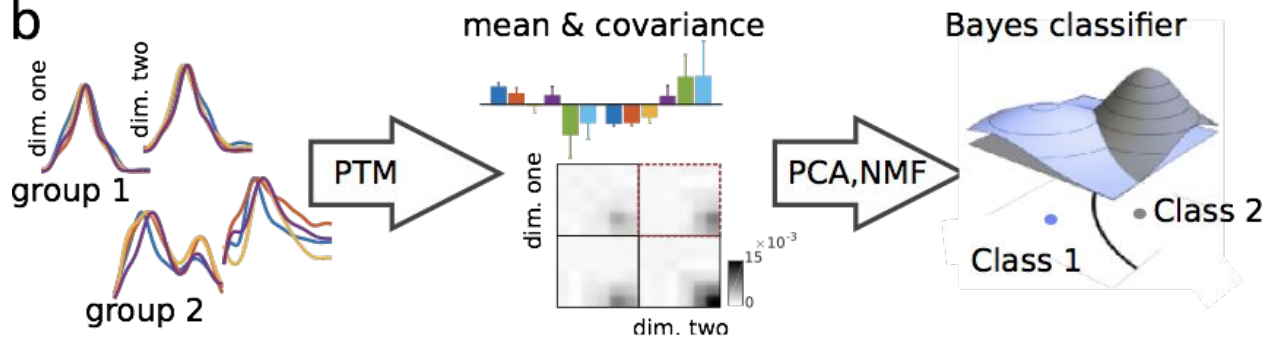 b
dim. one
dim. two
group 1
group 2
PTM
mean & covariance
dim. one
dim. two
×10⁻³
15
0
PCA,NMF
Bayes classifier
Class 1
Class 2